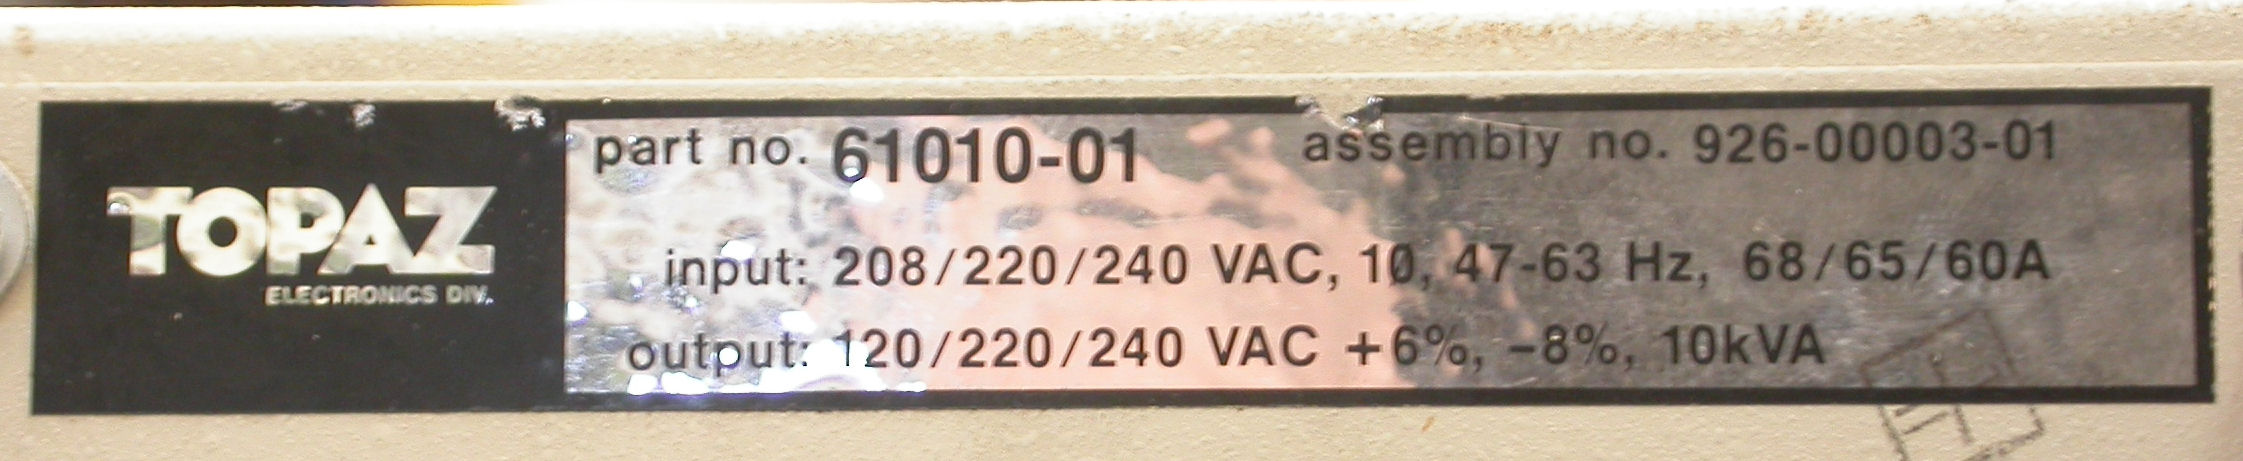 TOPAZ
ELECTRONICS DIV.
part no. 61010-01 assembly no. 926-00003-01
input: 208/220/240 VAC, 1Ø, 47-63 Hz, 68/65/60A
output: 120/220/240 VAC +6%, -8%, 10kVA